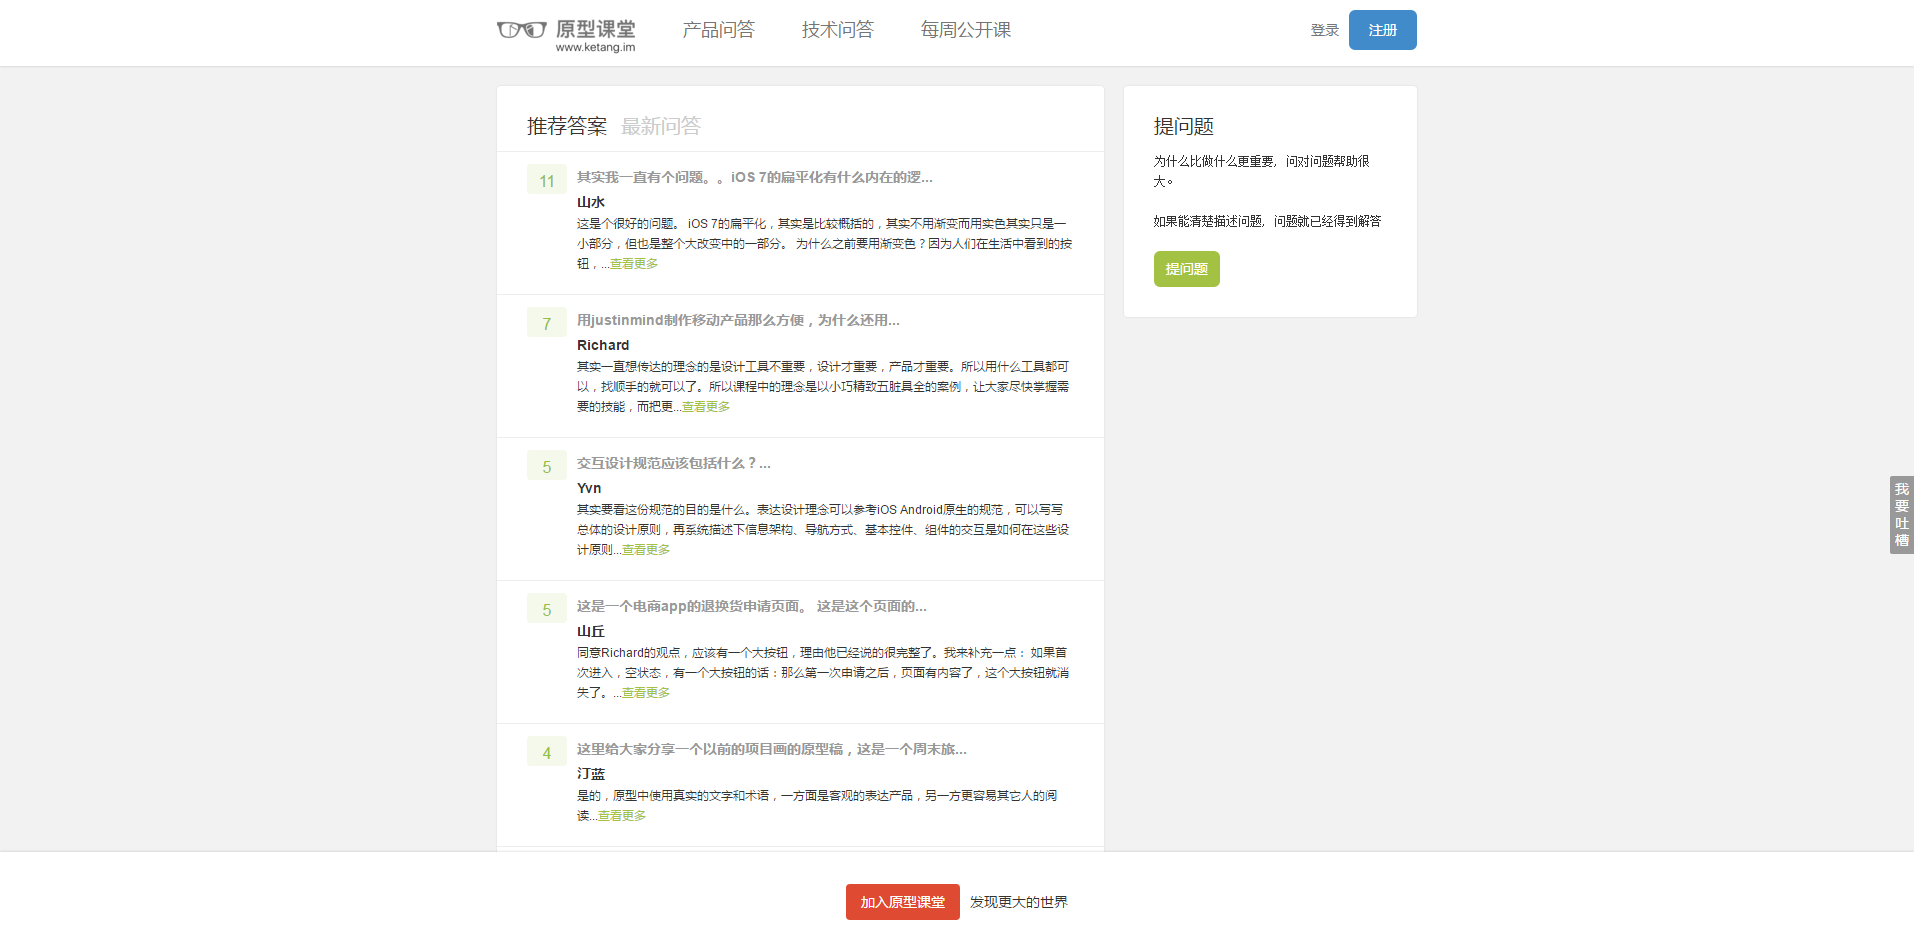 原型课堂
www.ketang.im
产品问答
技术问答
每周公开课
登录
注册
推荐答案 最新问答
11
其实我一直有个问题。。iOS 7的扁平化有什么内在的逻...
山水
这是个很好的问题。 iOS 7的扁平化，其实是比较概括的，其实不用渐变而用实色其实只是一
小部分，但也是整个大改变中的一部分。 为什么之前要用渐变色？因为人们在生活中看到的按
钮，...查看更多
7
用justinmind制作移动产品那么方便，为什么还用...
Richard
其实一直想传达的理念的是设计工具不重要，设计才重要，产品才重要。所以用什么工具都可
以，找顺手的就可以了。所以课程中的理念是以小巧精致五脏具全的案例，让大家尽快掌握需
要的技能，而把更...查看更多
5
交互设计规范应该包括什么？...
Yvn
其实要看这份规范的目的是什么。表达设计理念可以参考iOS Android原生的规范，可以写写
总体的设计原则，再系统描述下信息架构、导航方式、基本控件、组件的交互是如何在这些设
计原则...查看更多
5
这是一个电商app的退换货申请页面。 这是这个页面的...
山丘
同意Richard的观点，应该有一个大按钮，理由他已经说的很完整了。我来补充一点： 如果首
次进入，空状态，有一个大按钮的话：那么第一次申请之后，页面有内容了，这个大按钮就消
失了。...查看更多
4
这里给大家分享一个以前的项目画的原型稿，这是一个周末旅...
汀蓝
是的，原型中使用真实的文字和术语，一方面是客观的表达产品，另一方更容易其它人的阅
读...查看更多
提问题
为什么比做什么更重要，问对问题帮助很
大。
如果能清楚描述问题，问题就已经得到解答
提问题
我
要
吐
槽
加入原型课堂
发现更大的世界